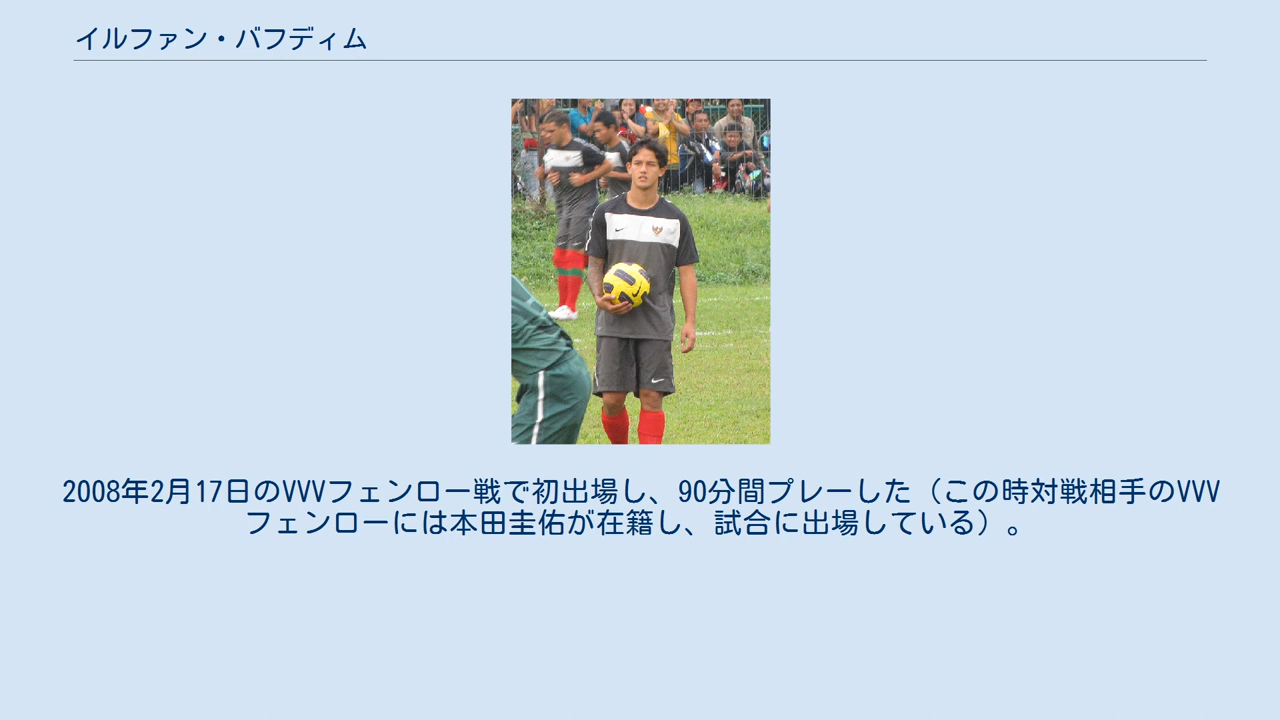 イルファン・バフディム
2008年2月17日のVVVフェンロー戦で初出場し、90分間プレーした（この時対戦相手のVVV
フェンローには本田圭佑が在籍し、試合に出場している）。